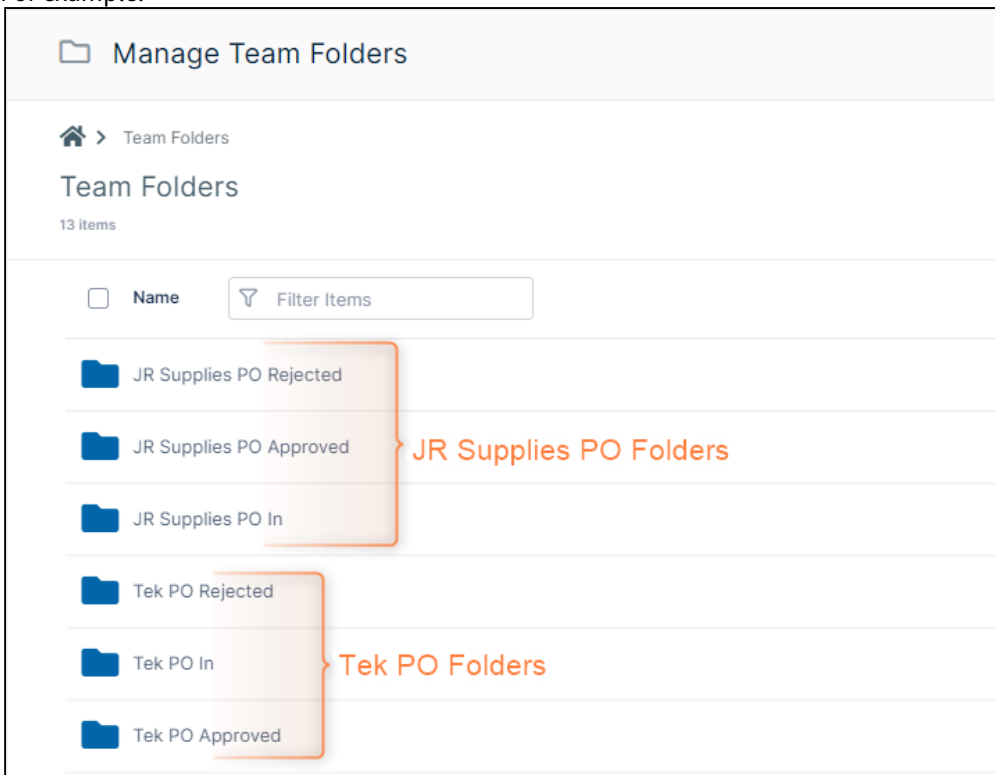 For example:
Manage Team Folders
Team Folders
Team Folders
13 items
Name
Filter Items
JR Supplies PO Rejected
JR Supplies PO Approved
JR Supplies PO Folders
JR Supplies PO In
Tek PO Rejected
Tek PO In
Tek PO Folders
Tek PO Approved